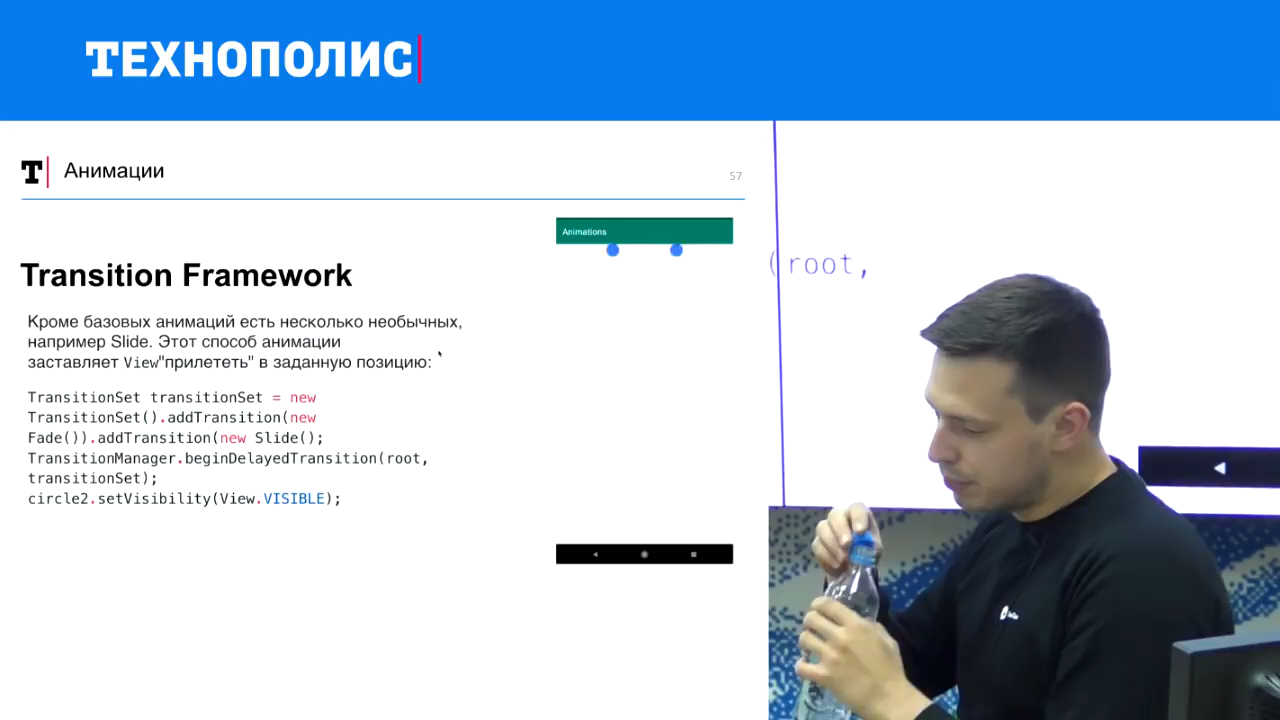 ТЕХНОПОЛИС
Т Анимации
57
Animations
Transition Framework
Кроме базовых анимаций есть несколько необычных,
например Slide. Этот способ анимации
заставляет View"прилететь" в заданную позицию:
TransitionSet transitionSet = new
TransitionSet().addTransition(new
Fade()).addTransition(new Slide();
TransitionManager.beginDelayedTransition(root,
transitionSet);
circle2.setVisibility(View.VISIBLE);
(root,